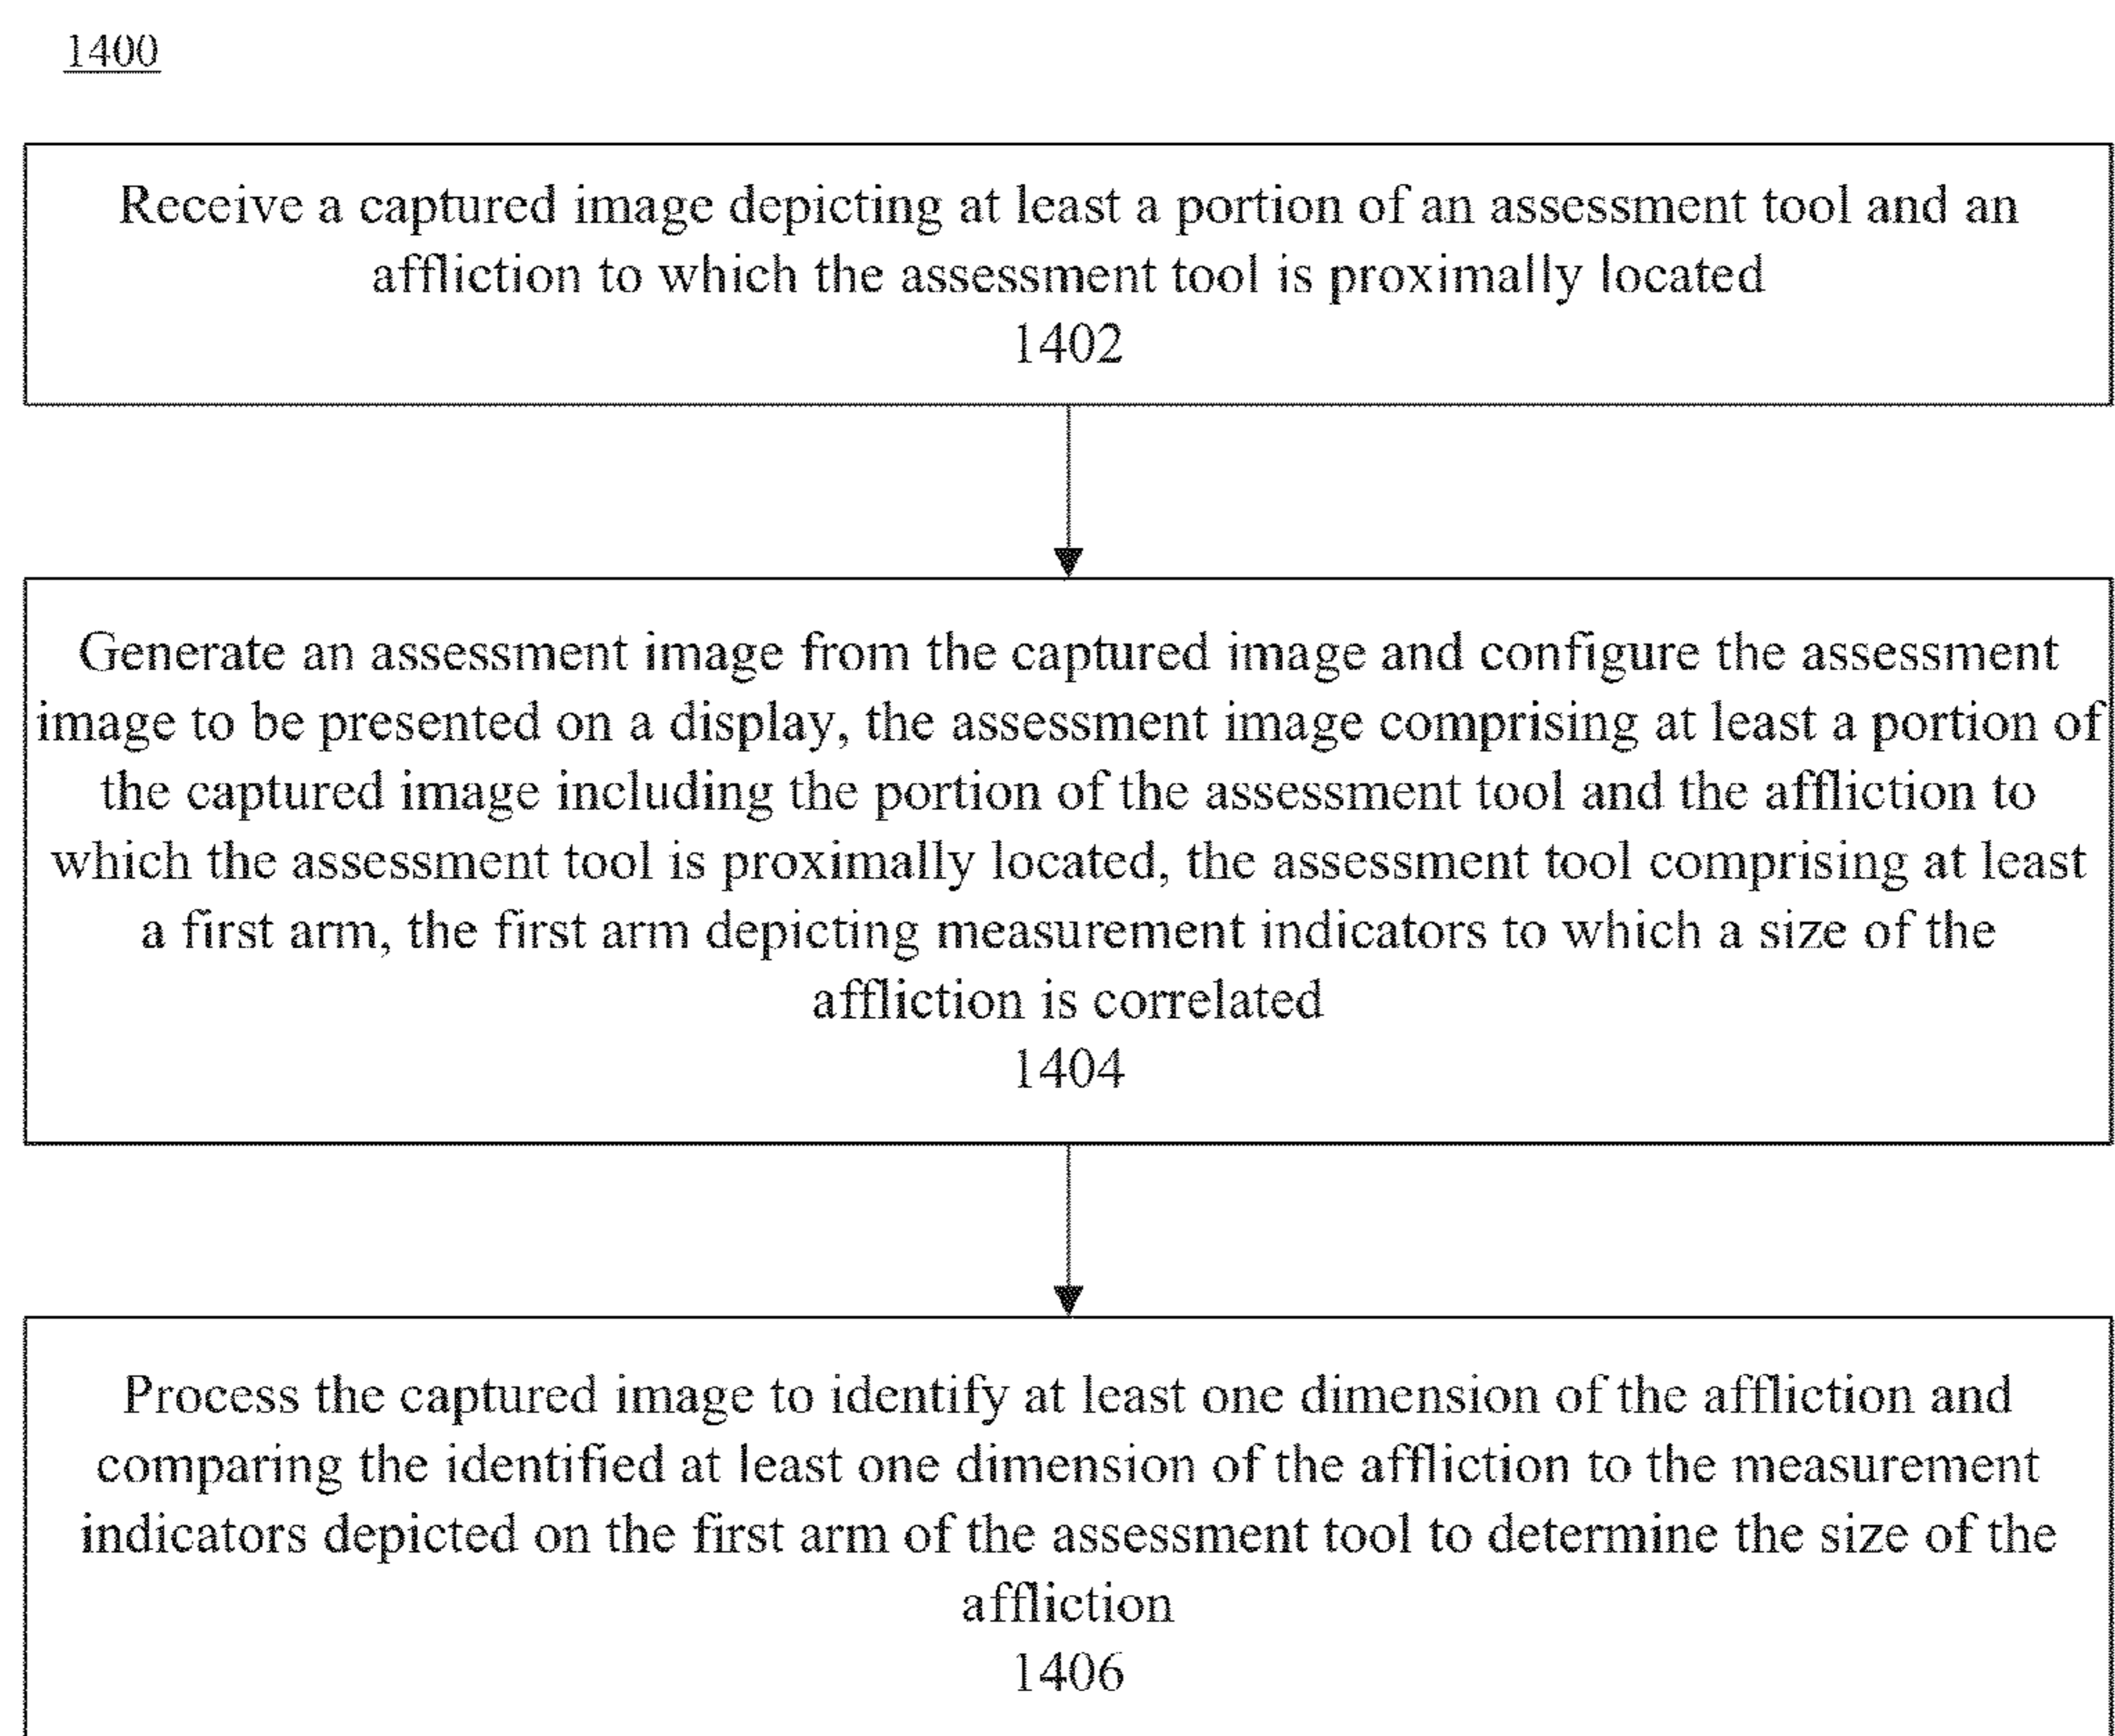 1400
Receive a captured image depicting at least a portion of an assessment tool and an
affliction to which the assessment tool is proximally located
1402
Generate an assessment image from the captured image and configure the assessment
image to be presented on a display, the assessment image comprising at least a portion of
the captured image including the portion of the assessment tool and the affliction to
which the assessment tool is proximally located, the assessment tool comprising at least
a first arm, the first arm depicting measurement indicators to which a size of the
affliction is correlated
1404
Process the captured image to identify at least one dimension of the affliction and
comparing the identified at least one dimension of the affliction to the measurement
indicators depicted on the first arm of the assessment tool to determine the size of the
affliction
1406